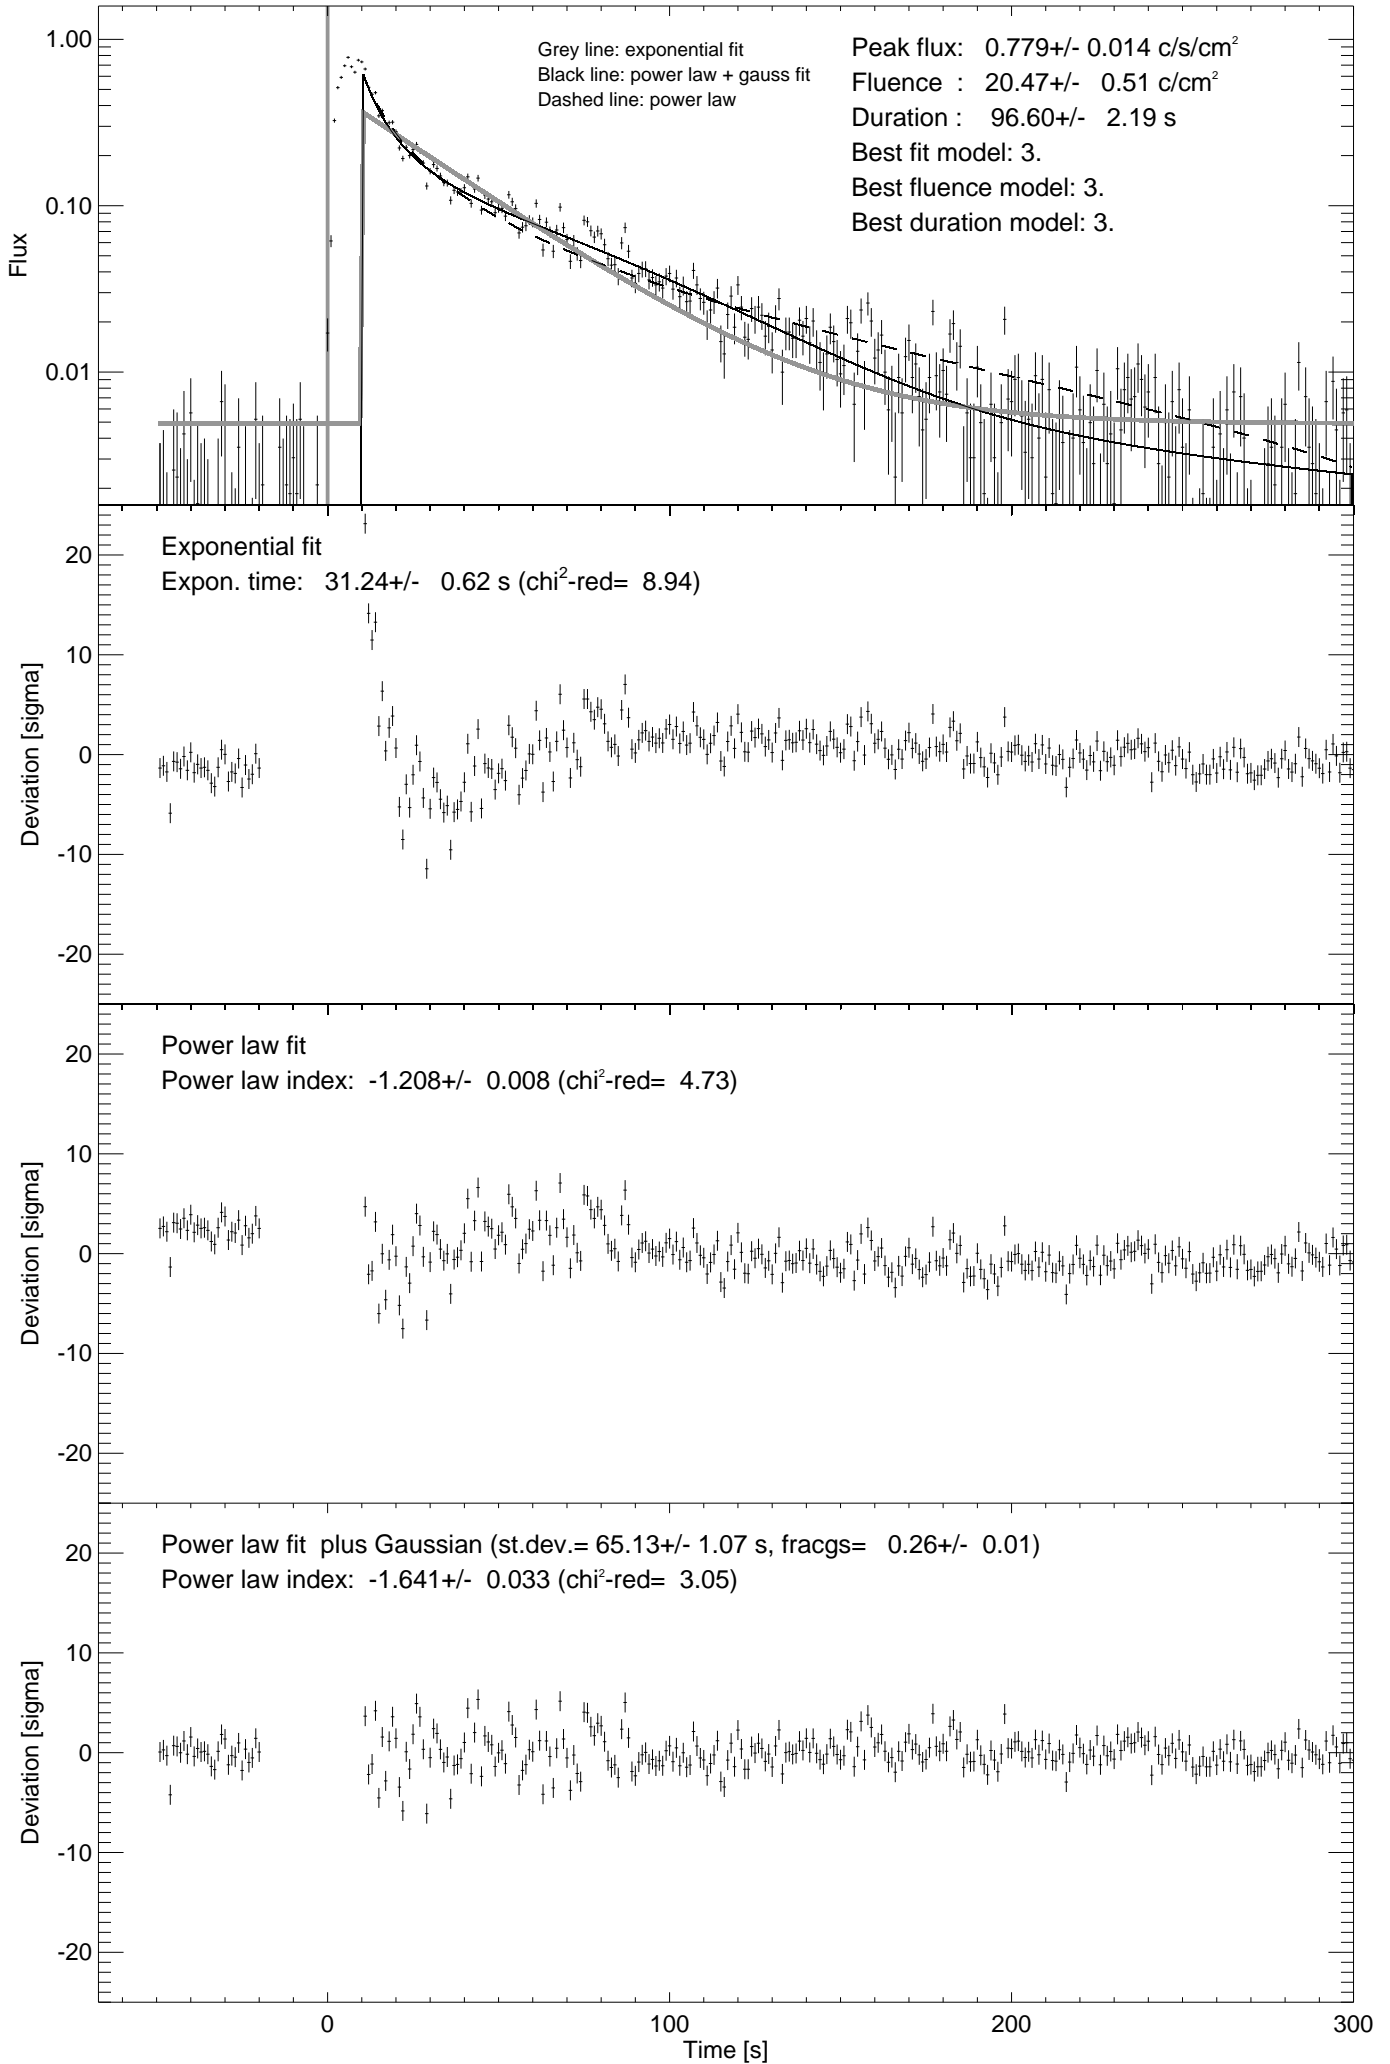 1.00
0.10
0.01
Flux
Grey line: exponential fit
Black line: power law + gauss fit
Dashed line: power law
Peak flux: 0.779+/- 0.014 c/s/cm²
Fluence : 20.47+/- 0.51 c/cm²
Duration : 96.60+/- 2.19 s
Best fit model: 3.
Best fluence model: 3.
Best duration model: 3.
Exponential fit
Expon. time: 31.24+/- 0.62 s (chi²-red= 8.94)
20
10
0
-10
-20
Deviation [sigma]
Power law fit
Power law index: -1.208+/- 0.008 (chi²-red= 4.73)
20
10
0
-10
-20
Deviation [sigma]
Power law fit plus Gaussian (st.dev.= 65.13+/- 1.07 s, fracgs= 0.26+/- 0.01)
Power law index: -1.641+/- 0.033 (chi²-red= 3.05)
20
10
0
-10
-20
Deviation [sigma]
0 100 200 300
Time [s]